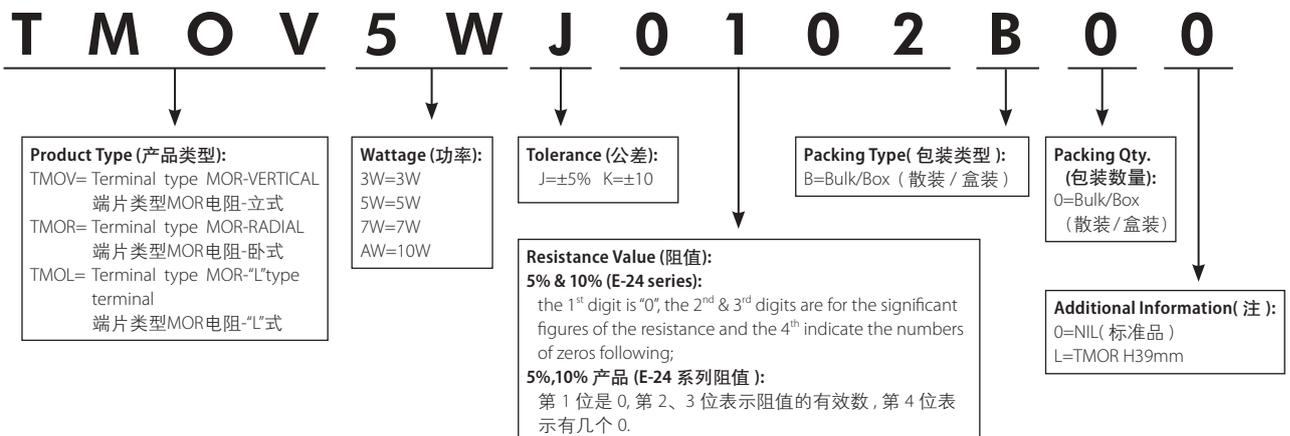 T M O V 5 W J 0 1 0 2 B 0 0
Product Type (产品类型):
TMOV= Terminal type MOR-VERTICAL
端片类型MOR电阻-立式
TMOR= Terminal type MOR-RADIAL
端片类型MOR电阻-卧式
TMOL= Terminal type MOR-“L”type
terminal
端片类型MOR电阻-“L”式
Wattage (功率):
3W=3W
5W=5W
7W=7W
AW=10W
Tolerance (公差):
J=±5% K=±10
Resistance Value (阻值):
5% & 10% (E-24 series):
the 1st digit is “0”, the 2nd & 3rd digits are for the significant
figures of the resistance and the 4th indicate the numbers
of zeros following;
5%,10% 产品 (E-24 系列阻值 ):
第 1 位是 0, 第 2、3 位表示阻值的有效数 , 第 4 位表
示有几个 0.
Packing Type( 包装类型 ):
B=Bulk/Box ( 散装 / 盒装 )
Packing Qty.
(包装数量):
0=Bulk/Box
(散装/盒装)
Additional Information( 注 ):
0=NIL( 标准品 )
L=TMOR H39mm